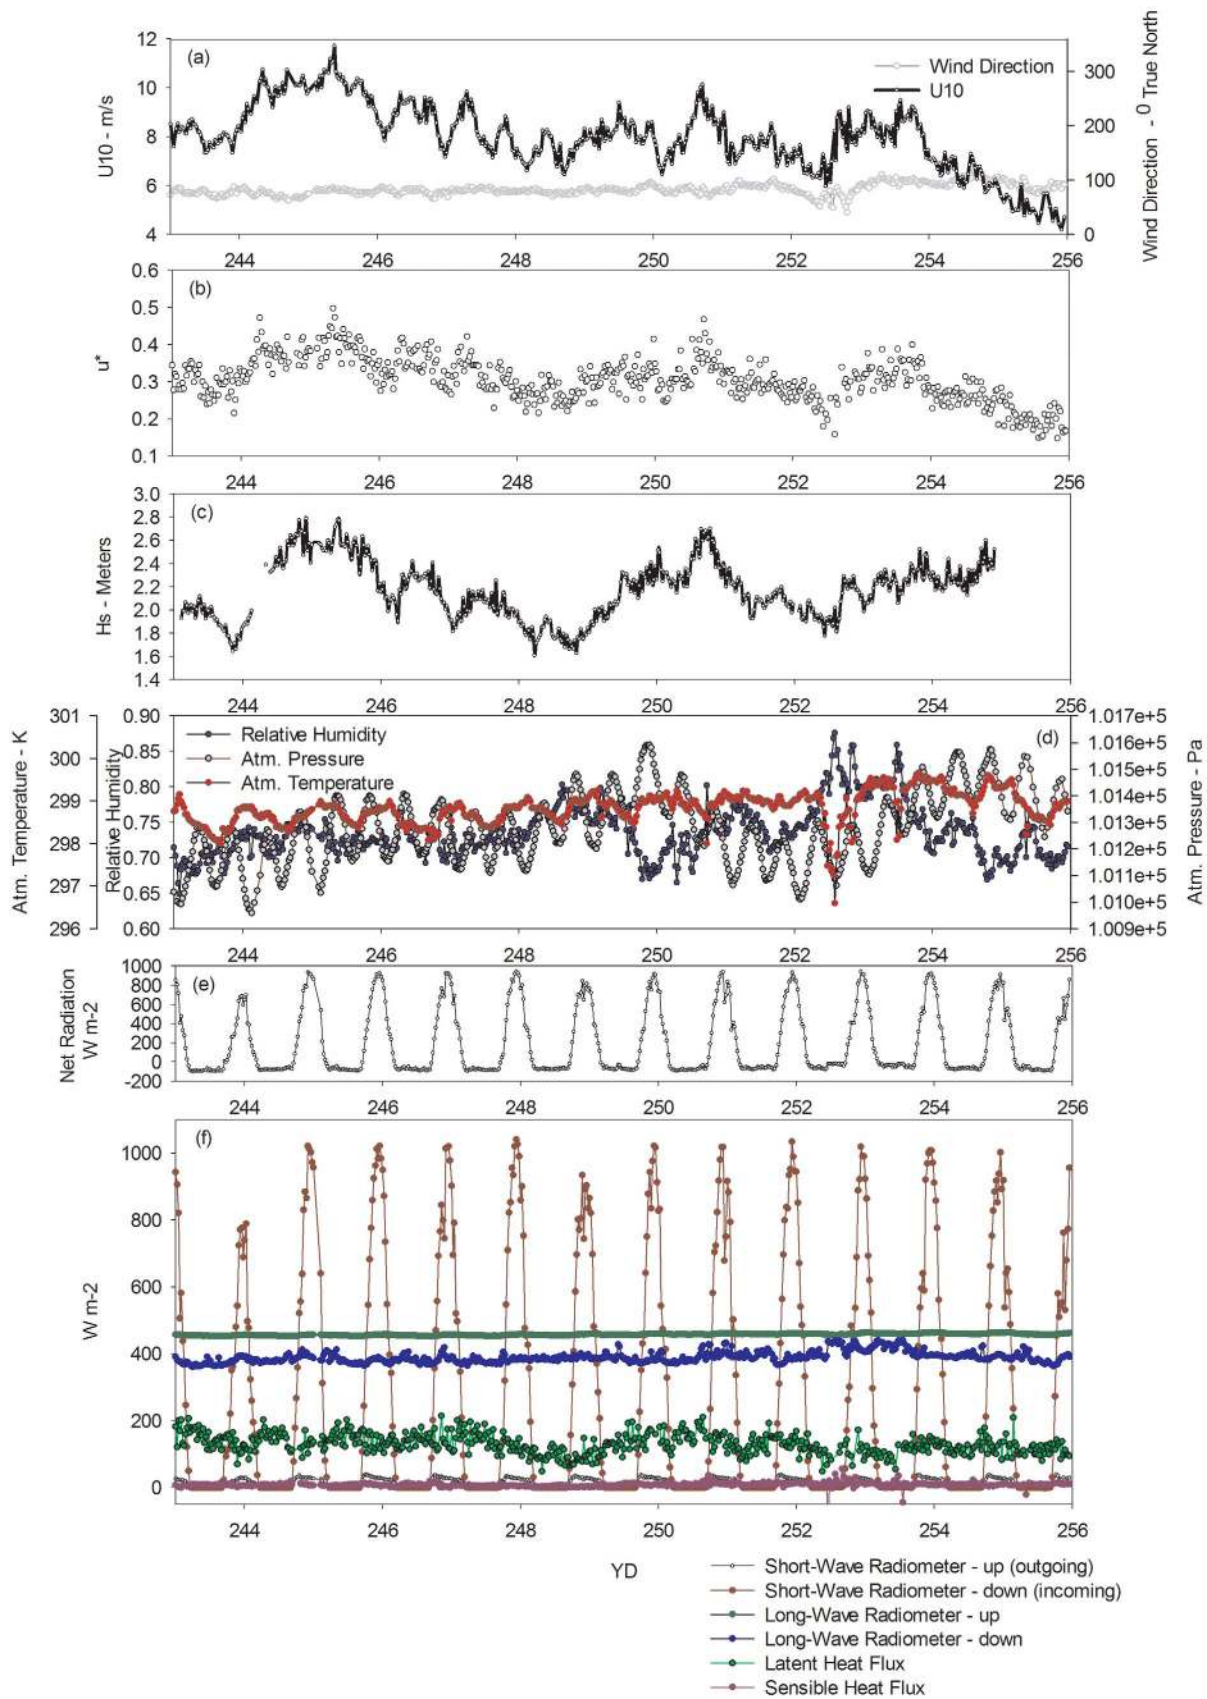 (a)
Wind Direction
U10
12
10
8
6
4
U10 - m/s
300
200
100
0
Wind Direction - 0 True North
244 246 248 250 252 254 256
(b)
0.6
0.5
0.4
0.3
0.2
0.1
u*
244 246 248 250 252 254 256
(c)
3.0
2.8
2.6
2.4
2.2
2.0
1.8
1.6
1.4
Hs - Meters
244 246 248 250 252 254 256
(d)
Relative Humidity
Atm. Pressure
Atm. Temperature
301
300
299
298
297
296
Atm. Temperature - K
0.90
0.85
0.80
0.75
0.70
0.65
0.60
Relative Humidity
1.017e+5
1.016e+5
1.015e+5
1.014e+5
1.013e+5
1.012e+5
1.011e+5
1.010e+5
1.009e+5
Atm. Pressure - Pa
244 246 248 250 252 254 256
(e)
1000
800
600
400
200
0
-200
Net Radiation
W m-2
244 246 248 250 252 254 256
(f)
1000
800
600
400
200
0
W m-2
244 246 248 250 252 254 256
YD
Short-Wave Radiometer - up (outgoing)
Short-Wave Radiometer - down (incoming)
Long-Wave Radiometer - up
Long-Wave Radiometer - down
Latent Heat Flux
Sensible Heat Flux